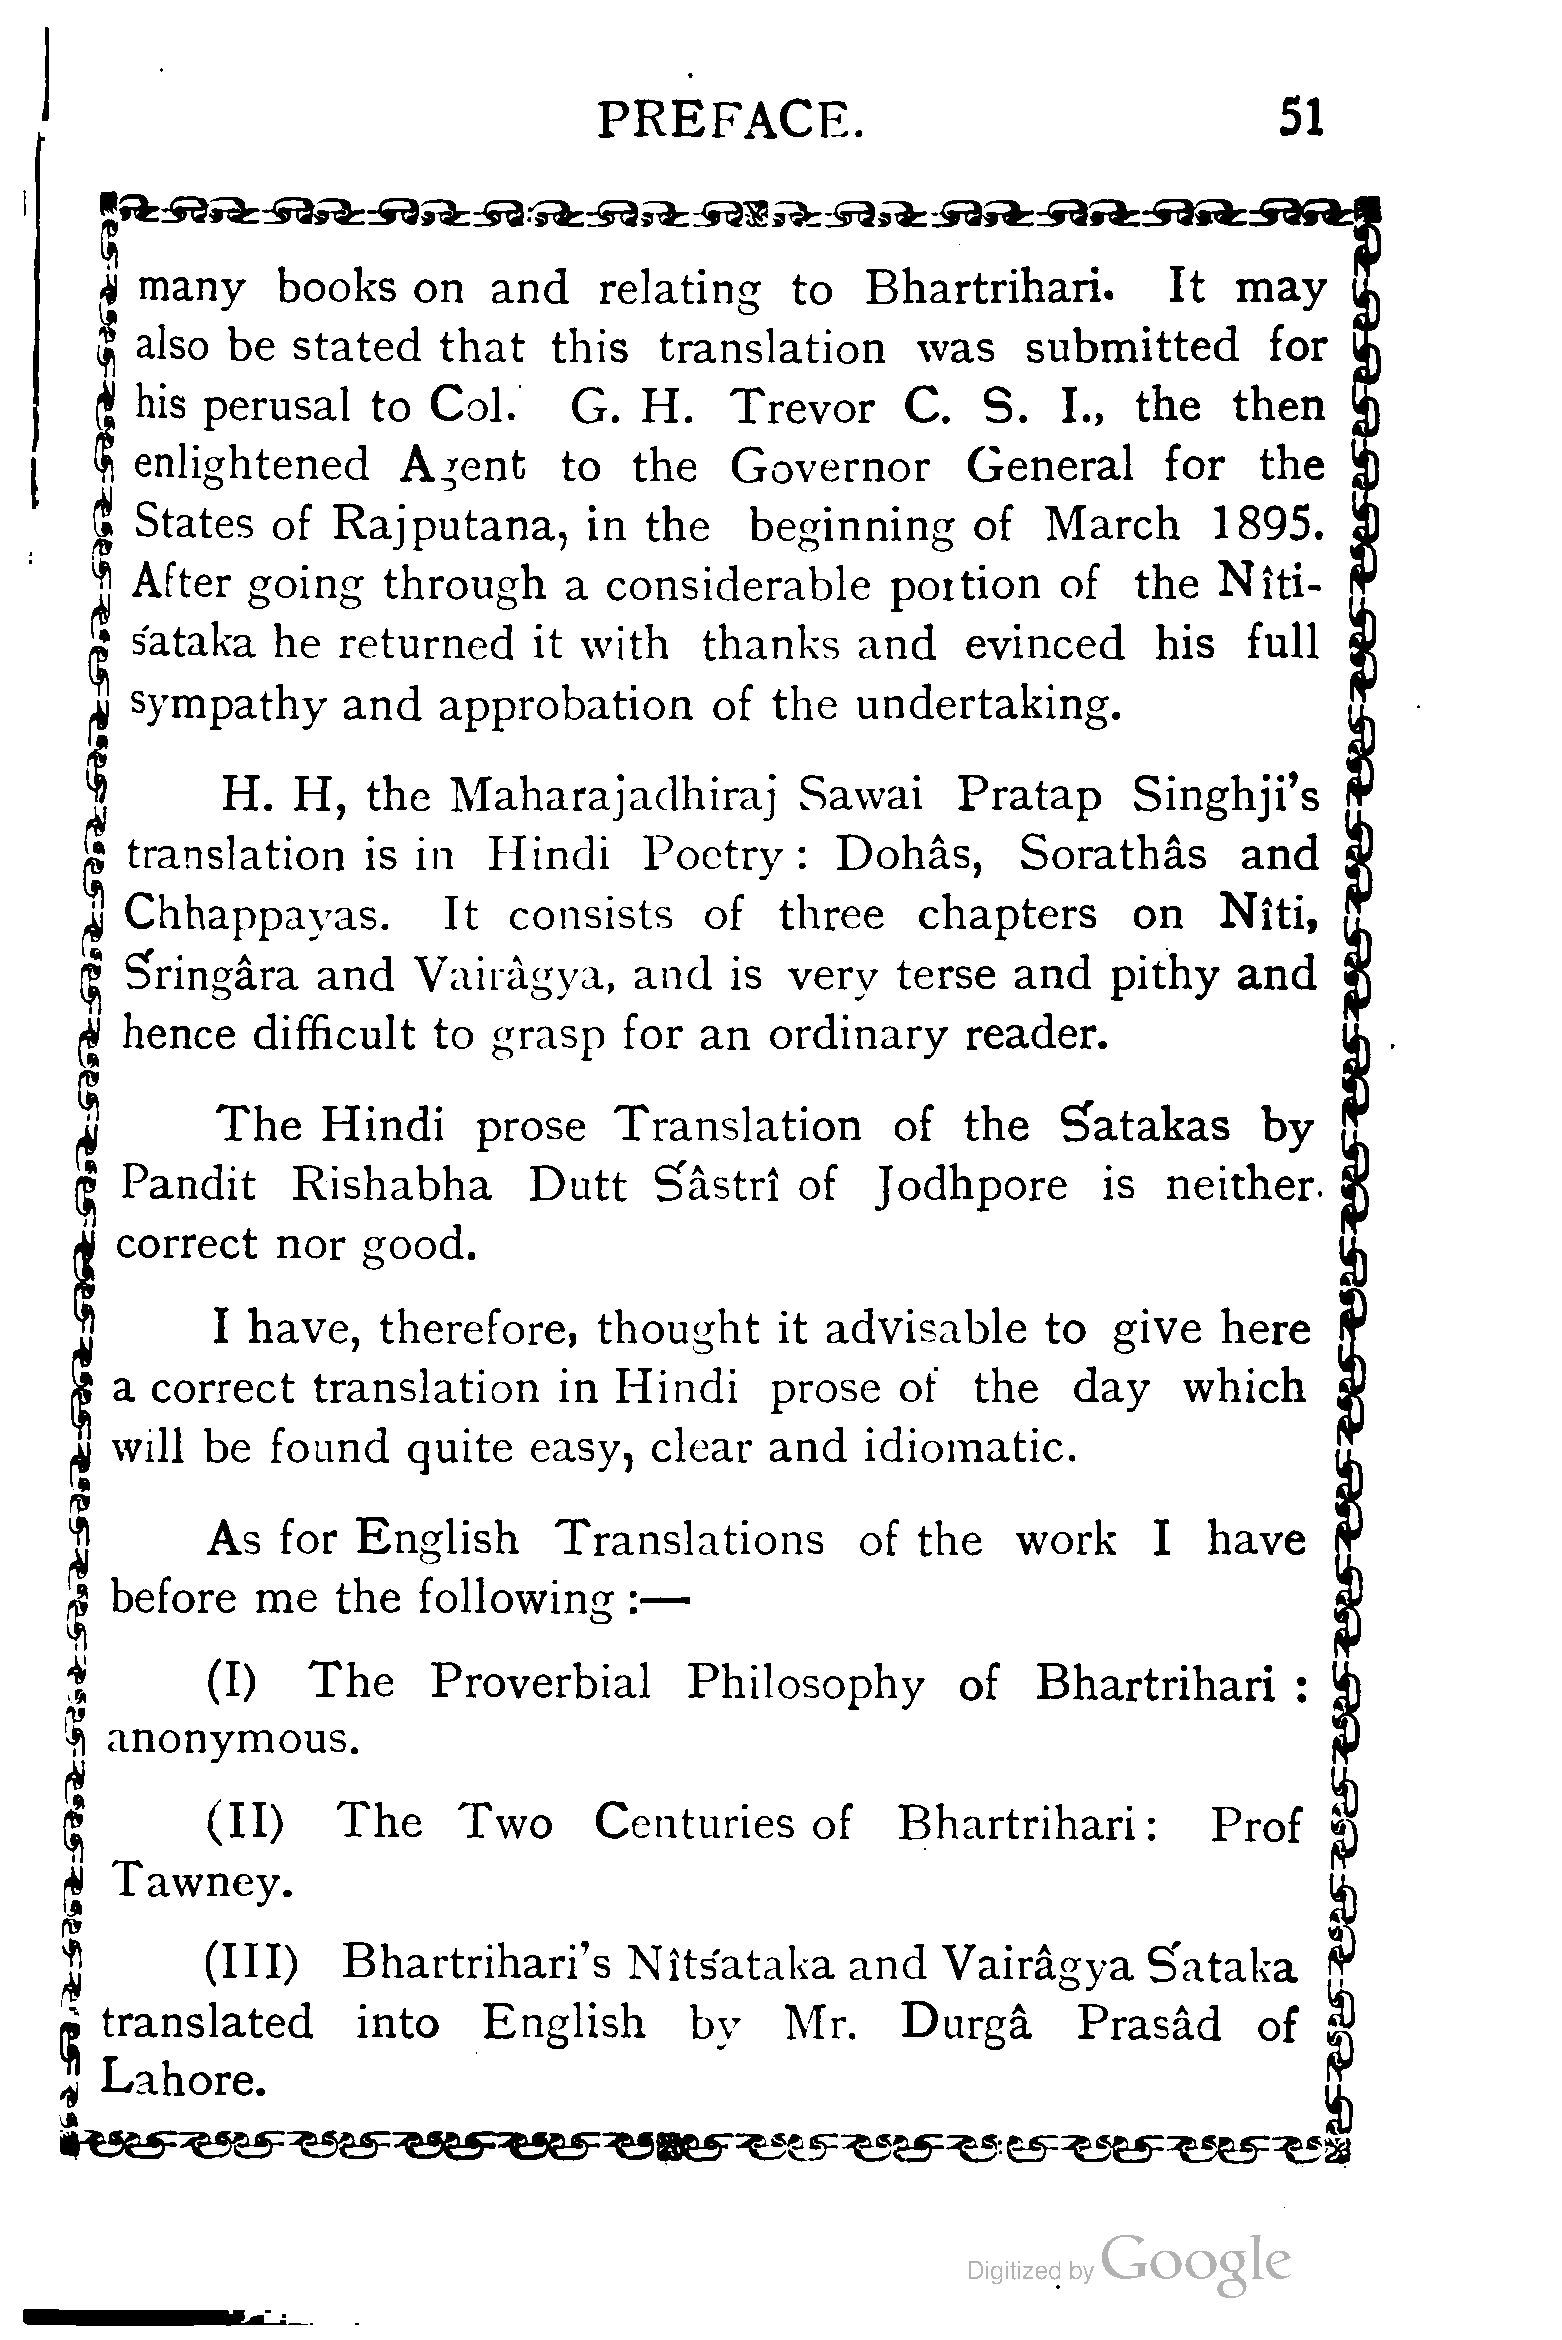 PREFACE. 51
many books on and relating to Bhartrihari. It may
also be stated that this translation was submitted for
his perusal to Col. G. H. Trevor C. S. I., the then
enlightened Agent to the Governor General for the
States of Rajputana, in the beginning of March 1895.
After going through a considerable portion of the Nîti-
śataka he returned it with thanks and evinced his full
sympathy and approbation of the undertaking.
H. H, the Maharajadhiraj Sawai Pratap Singhji's
translation is in Hindi Poetry: Dohâs, Sorathâs and
Chhappayas. It consists of three chapters on Nîti,
Śringâra and Vairâgya, and is very terse and pithy and
hence difficult to grasp for an ordinary reader.
The Hindi prose Translation of the Śatakas by
Pandit Rishabha Dutt Śâstrî of Jodhpore is neither
correct nor good.
I have, therefore, thought it advisable to give here
a correct translation in Hindi prose of the day which
will be found quite easy, clear and idiomatic.
As for English Translations of the work I have
before me the following :—
(I) The Proverbial Philosophy of Bhartrihari :
anonymous.
(II) The Two Centuries of Bhartrihari: Prof
Tawney.
(III) Bhartrihari's Nîtśataka and Vairâgya Śataka
translated into English by Mr. Durgâ Prasâd of
Lahore.
Digitized by Google